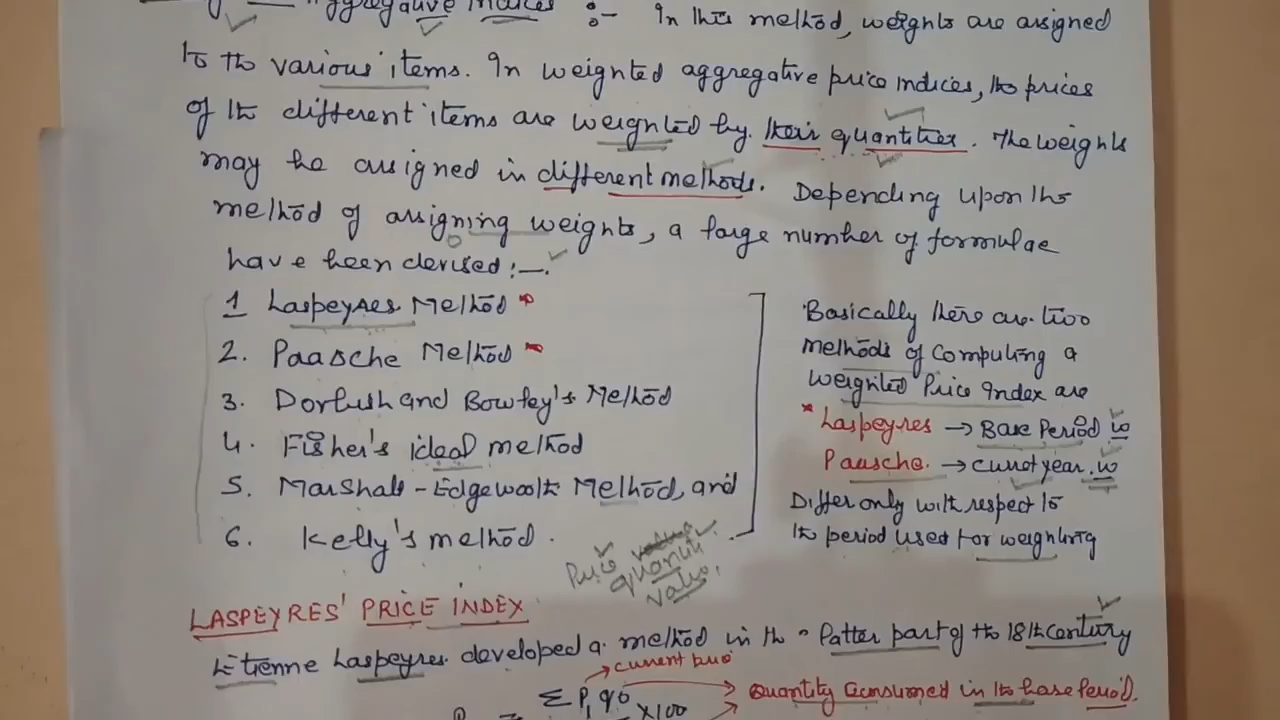 Aggregative Indices :- In this method, weights are assigned
to the various items. In weighted aggregative price indices, the prices
of the different items are weighted by their quantities. The weights
may be assigned in different methods. Depending upon the
method of assigning weights, a large number of formulae
have been devised :—.
1 Laspeyres Method *
2. Paasche Method *
3. Dorbish and Bowley's Method
4. Fisher's ideal method
5. Marshall - Edgeworth Method, and
6. Kelly's method.
Basically there are two
methods of Computing a
weighted Price Index are
* Laspeyres → Base Period w
Paasche. → current year. w
Differ only with respect to
the period used for weighting
Price
quantiti
value.
LASPEYRES' PRICE INDEX
Etienne Laspeyres developed a method in the latter part of the 18th century
→ current
Σ P₁ q₀ → Quantity Consumed in the base Period.
×100